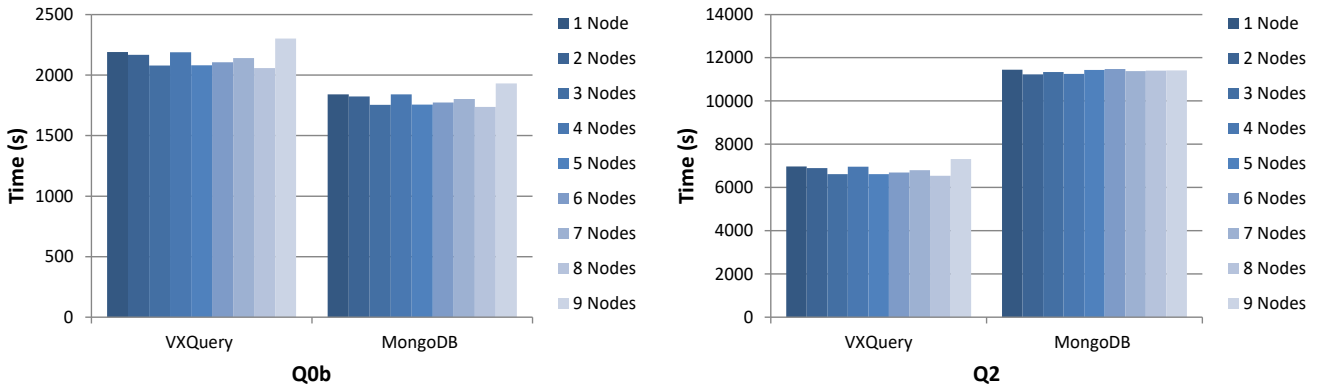 2500
2000
1500
1000
500
0
Time (s)
VXQuery
MongoDB
Q0b
1 Node
2 Nodes
3 Nodes
4 Nodes
5 Nodes
6 Nodes
7 Nodes
8 Nodes
9 Nodes
14000
12000
10000
8000
6000
4000
2000
0
Time (s)
VXQuery
MongoDB
Q2
1 Node
2 Nodes
3 Nodes
4 Nodes
5 Nodes
6 Nodes
7 Nodes
8 Nodes
9 Nodes